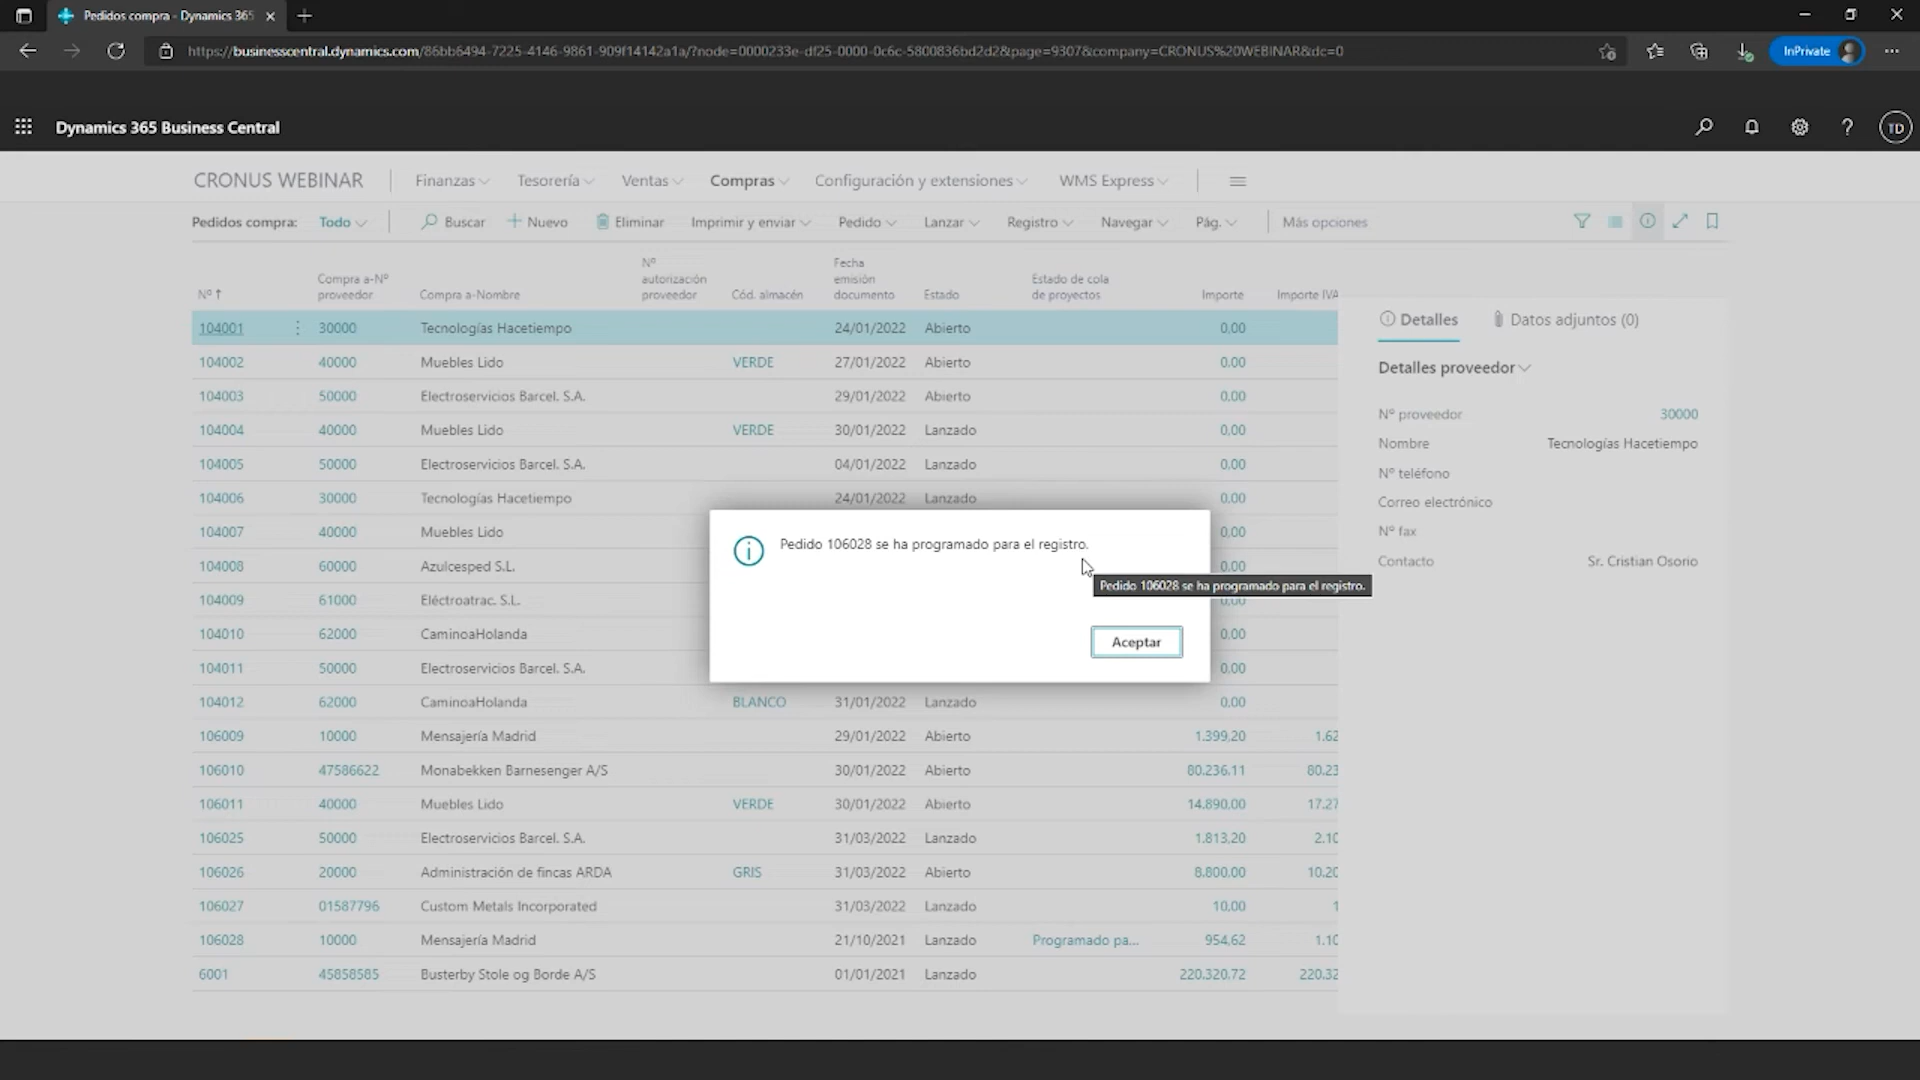 Pedidos compra - Dynamics 365
https://businesscentral.dynamics.com/86bb6494-7225-4146-9861-909f14142a1a/?node=0000233e-df25-0000-0c6c-5800836bd2d2&page=9307&company=CRONUS%20WEBINAR&dc=0
InPrivate
Dynamics 365 Business Central
TD
CRONUS WEBINAR
Finanzas Tesorería Ventas Compras Configuración y extensiones WMS Express
Pedidos compra: Todo Buscar Nuevo Eliminar Imprimir y enviar Pedido Lanzar Registro Navegar Pág. Más opciones
Nº ↑ Compra a-Nº proveedor Compra a-Nombre Nº autorización proveedor Cód. almacén Fecha emisión documento Estado Estado de cola de proyectos Importe Importe IVA
104001 30000 Tecnologías Hacetiempo 24/01/2022 Abierto 0,00
104002 40000 Muebles Lido VERDE 27/01/2022 Abierto 0,00
104003 50000 Electroservicios Barcel. S.A. 29/01/2022 Abierto 0,00
104004 40000 Muebles Lido VERDE 30/01/2022 Lanzado 0,00
104005 50000 Electroservicios Barcel. S.A. 04/01/2022 Lanzado 0,00
104006 30000 Tecnologías Hacetiempo 24/01/2022 Lanzado 0,00
104007 40000 Muebles Lido
104008 60000 Azulcesped S.L. 0,00
104009 61000 Eléctroatrac. S.L. 0,00
104010 62000 CaminoaHolanda 0,00
104011 50000 Electroservicios Barcel. S.A. 0,00
104012 62000 CaminoaHolanda BLANCO 31/01/2022 Lanzado 0,00
106009 10000 Mensajería Madrid 29/01/2022 Abierto 1.399,20 1.62
106010 47586622 Monabekken Barnesenger A/S 30/01/2022 Abierto 80.236,11 80.23
106011 40000 Muebles Lido VERDE 30/01/2022 Abierto 14.890,00 17.27
106025 50000 Electroservicios Barcel. S.A. 31/03/2022 Lanzado 1.813,20 2.10
106026 20000 Administración de fincas ARDA GRIS 31/03/2022 Abierto 8.800,00 10.20
106027 01587796 Custom Metals Incorporated 31/03/2022 Lanzado 10,00 1
106028 10000 Mensajería Madrid 21/10/2021 Lanzado Programado pa... 954,62 1.10
6001 45858585 Busterby Stole og Borde A/S 01/01/2021 Lanzado 220.320,72 220.32
Pedido 106028 se ha programado para el registro.
Pedido 106028 se ha programado para el registro.
Aceptar
Detalles Datos adjuntos (0)
Detalles proveedor
Nº proveedor 30000
Nombre Tecnologías Hacetiempo
Nº teléfono
Correo electrónico
Nº fax
Contacto Sr. Cristian Osorio